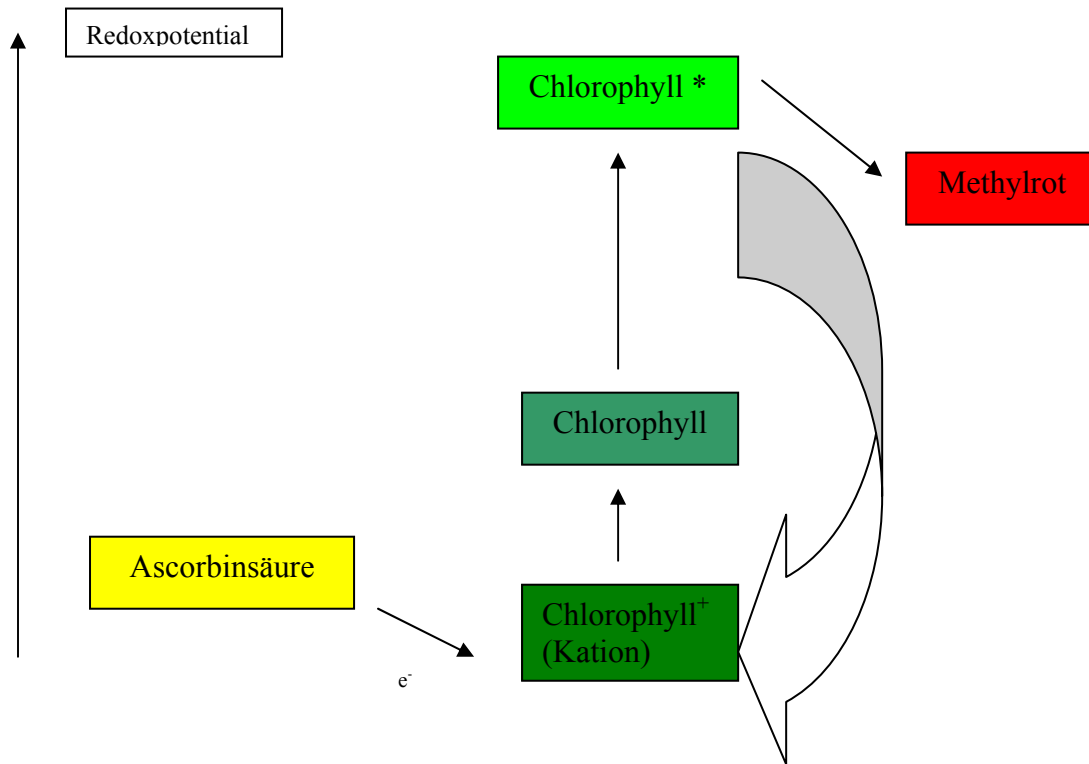 Redoxpotential
Chlorophyll *
Methylrot
Chlorophyll
Ascorbinsäure
Chlorophyll⁺
(Kation)
e⁻